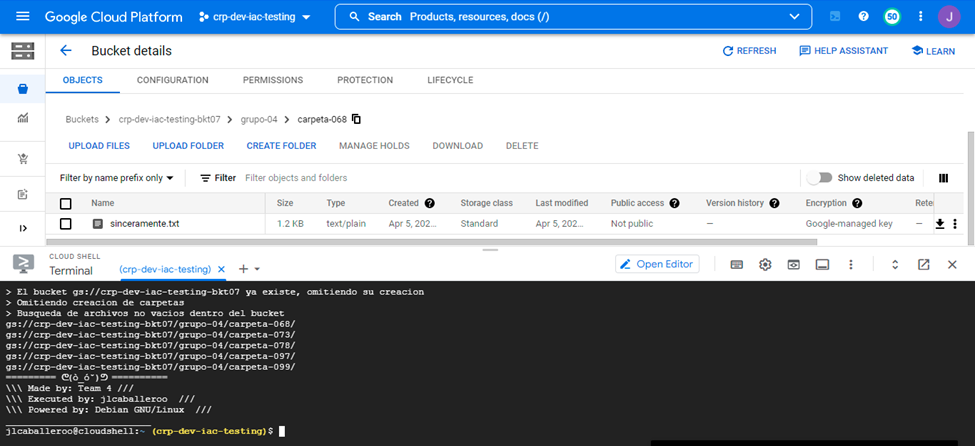 Google Cloud Platform crp-dev-iac-testing Search Products, resources, docs (/) 50 J
Bucket details REFRESH HELP ASSISTANT LEARN
OBJECTS CONFIGURATION PERMISSIONS PROTECTION LIFECYCLE
Buckets > crp-dev-iac-testing-bkt07 > grupo-04 > carpeta-068
UPLOAD FILES UPLOAD FOLDER CREATE FOLDER MANAGE HOLDS DOWNLOAD DELETE
Filter by name prefix only Filter Filter objects and folders Show deleted data
Name Size Type Created Storage class Last modified Public access Version history Encryption Rete
sinceramente.txt 1.2 KB text/plain Apr 5, 202... Standard Apr 5, 202... Not public — Google-managed key —
CLOUD SHELL
Terminal (crp-dev-iac-testing) × + Open Editor
> El bucket gs://crp-dev-iac-testing-bkt07 ya existe, omitiendo su creacion
> Omitiendo creacion de carpetas
> Busqueda de archivos no vacios dentro del bucket
gs://crp-dev-iac-testing-bkt07/grupo-04/carpeta-068/
gs://crp-dev-iac-testing-bkt07/grupo-04/carpeta-073/
gs://crp-dev-iac-testing-bkt07/grupo-04/carpeta-078/
gs://crp-dev-iac-testing-bkt07/grupo-04/carpeta-097/
gs://crp-dev-iac-testing-bkt07/grupo-04/carpeta-099/
========= ==========
\\\ Made by: Team 4 ///
\\\ Executed by: jlcaballeroo ///
\\\ Powered by: Debian GNU/Linux ///
jlcaballeroo@cloudshell:~ (crp-dev-iac-testing)$